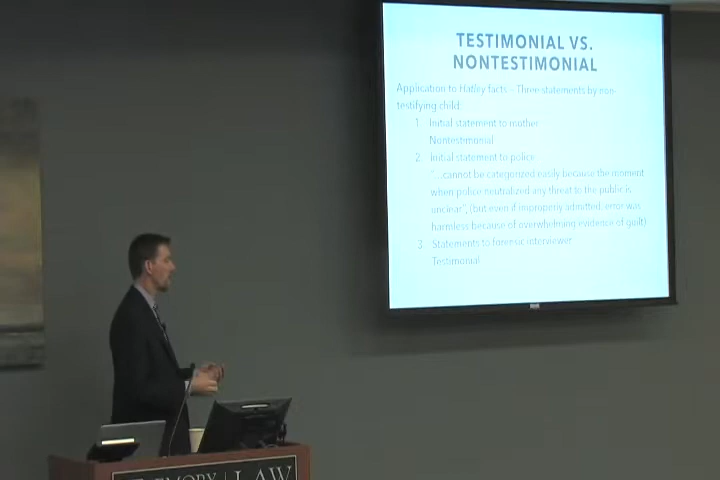 TESTIMONIAL VS.
NONTESTIMONIAL
Application to Hatley facts – Three statements by non-
testifying child:
1. Initial statement to mother
Nontestimonial
2. Initial statement to police
"...cannot be categorized easily because the moment
when police neutralized any threat to the public is
unclear", (but even if improperly admitted, error was
harmless because of overwhelming evidence of guilt)
3. Statements to forensic interviewer
Testimonial
EMORY | LAW